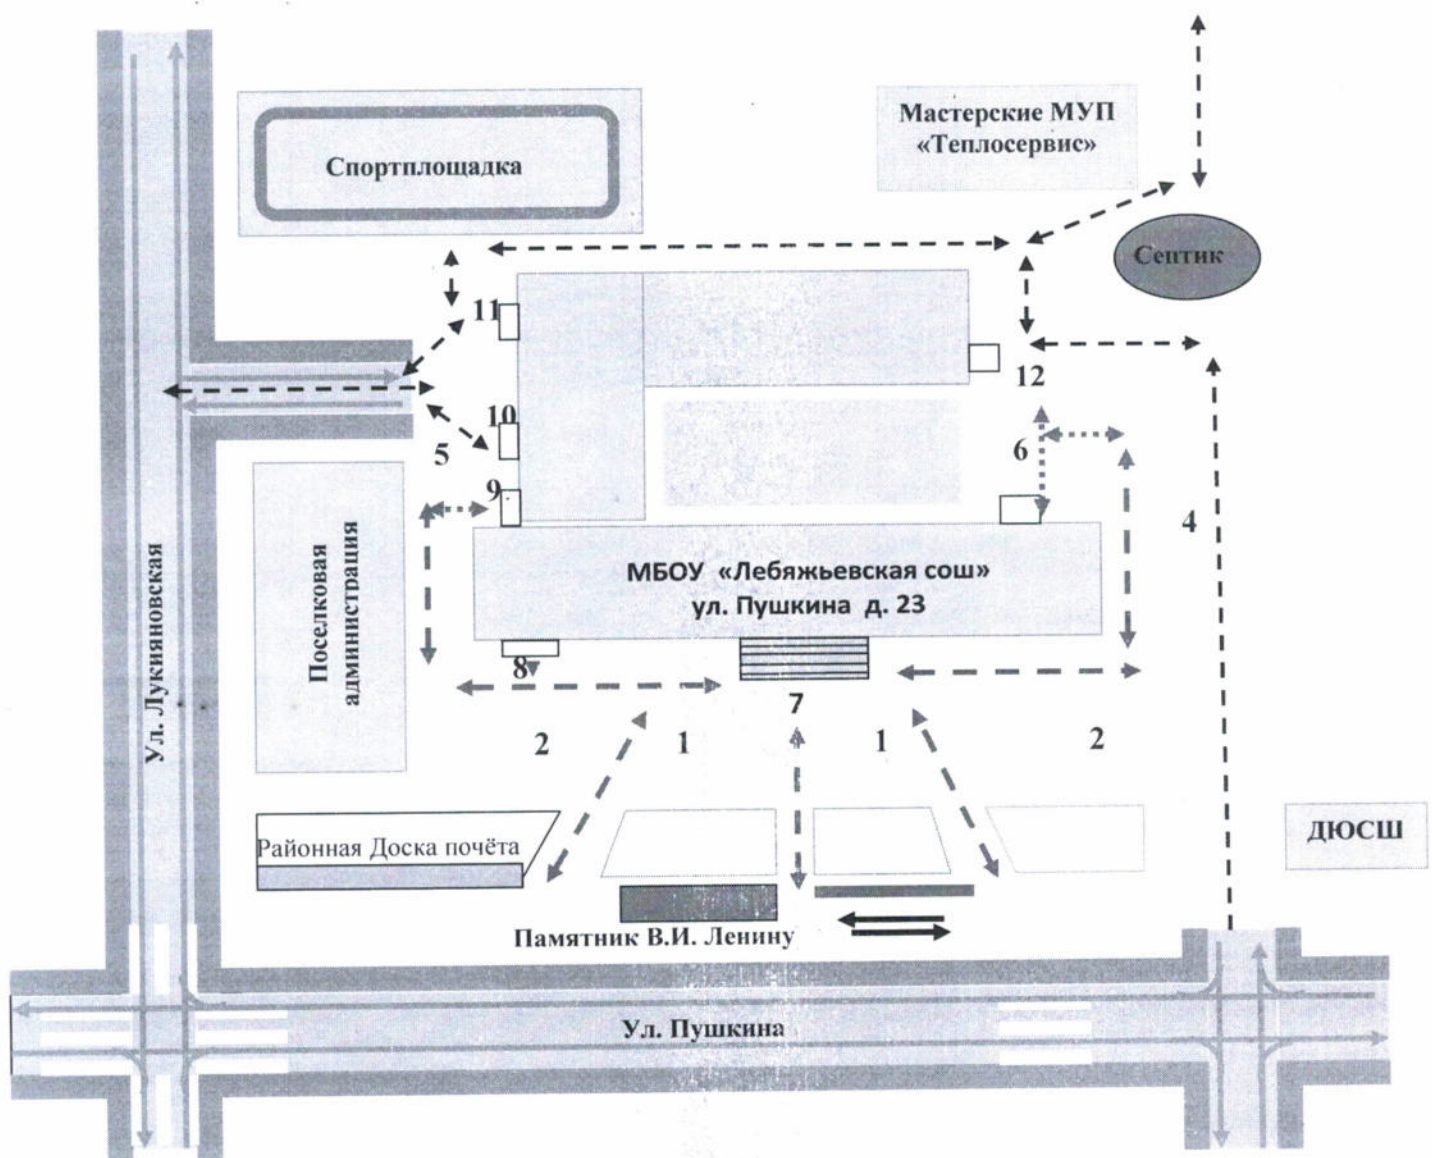 Мастерские МУП
«Теплосервис»
Спортплощадка
Септик
11
12
10
5
6
9
4
Ул. Лукияновская
Поселковая
администрация
МБОУ «Лебяжьевская сош»
ул. Пушкина д. 23
8
7
2
1
1
2
Районная Доска почёта
ДЮСШ
Памятник В.И. Ленину
Ул. Пушкина